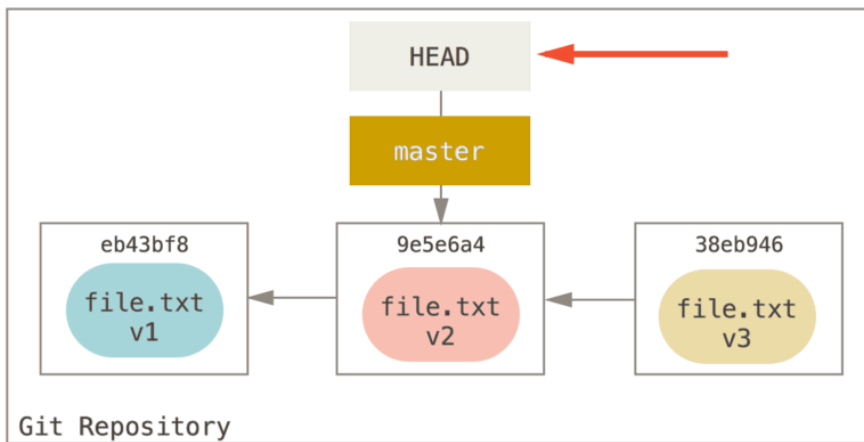 HEAD
master
eb43bf8
9e5e6a4
38eb946
file.txt
v1
file.txt
v2
file.txt
v3
Git Repository